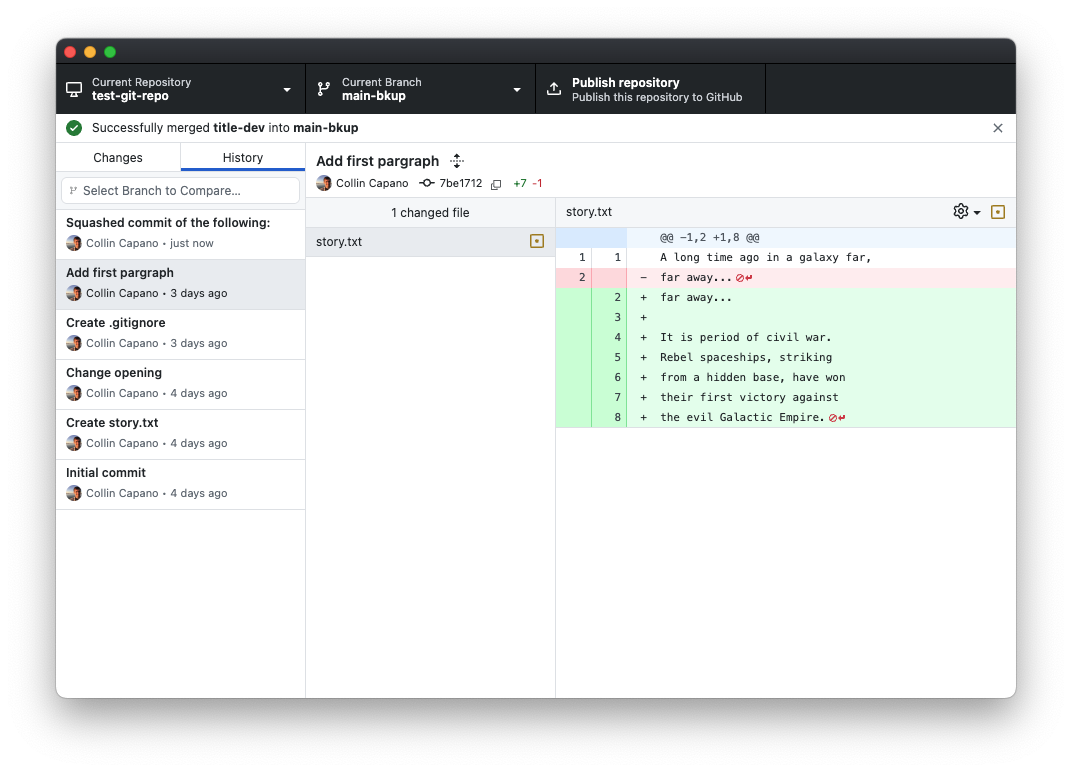 Current Repository
test-git-repo
Current Branch
main-bkup
Publish repository
Publish this repository to GitHub
Successfully merged title-dev into main-bkup
Changes
History
Select Branch to Compare...
Squashed commit of the following:
Collin Capano • just now
Add first pargraph
Collin Capano • 3 days ago
Create .gitignore
Collin Capano • 3 days ago
Change opening
Collin Capano • 4 days ago
Create story.txt
Collin Capano • 4 days ago
Initial commit
Collin Capano • 4 days ago
Add first pargraph
Collin Capano 7be1712 +7 -1
1 changed file
story.txt
story.txt
@@ -1,2 +1,8 @@
1 1 A long time ago in a galaxy far,
2 - far away...
2 + far away...
3 +
4 + It is period of civil war.
5 + Rebel spaceships, striking
6 + from a hidden base, have won
7 + their first victory against
8 + the evil Galactic Empire.